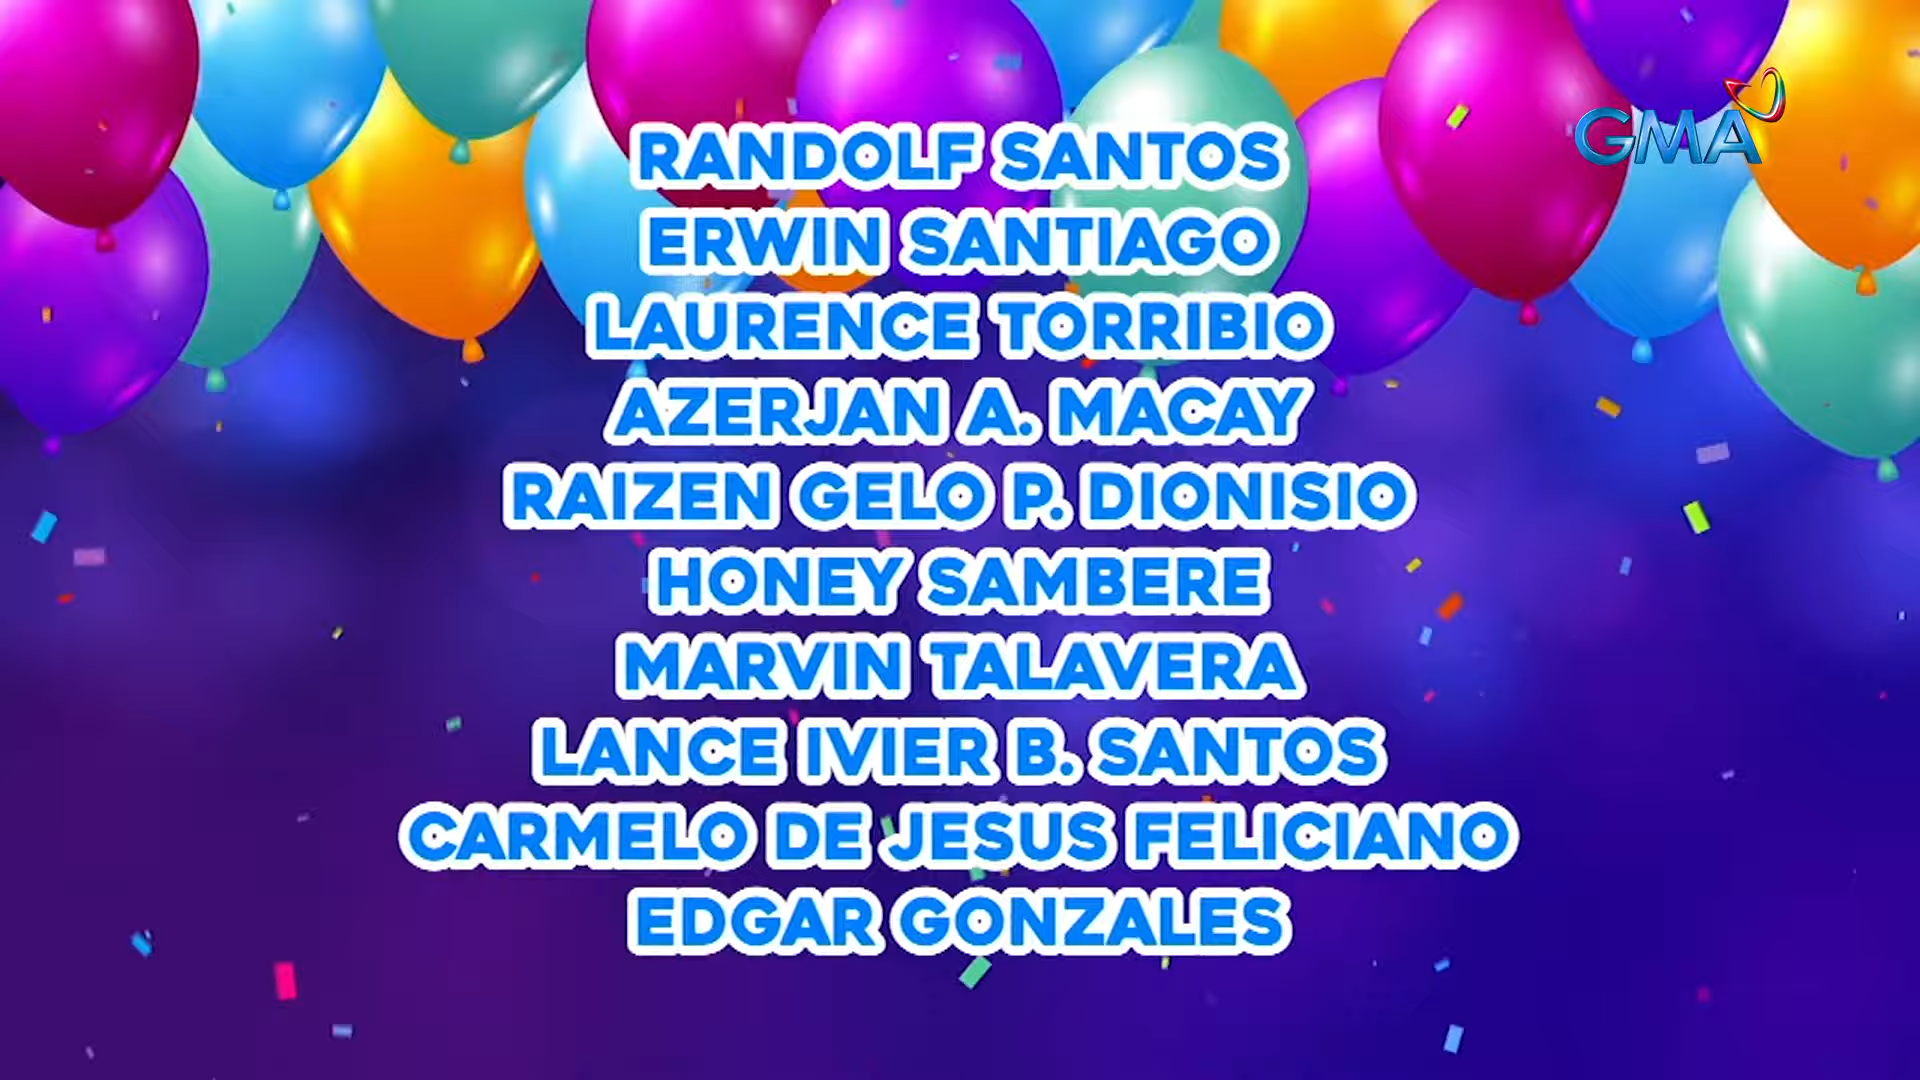 GMA
RANDOLF SANTOS
ERWIN SANTIAGO
LAURENCE TORRIBIO
AZERJAN A. MACAY
RAIZEN GELO P. DIONISIO
HONEY SAMBERE
MARVIN TALAVERA
LANCE IVIER B. SANTOS
CARMELO DE JESUS FELICIANO
EDGAR GONZALES